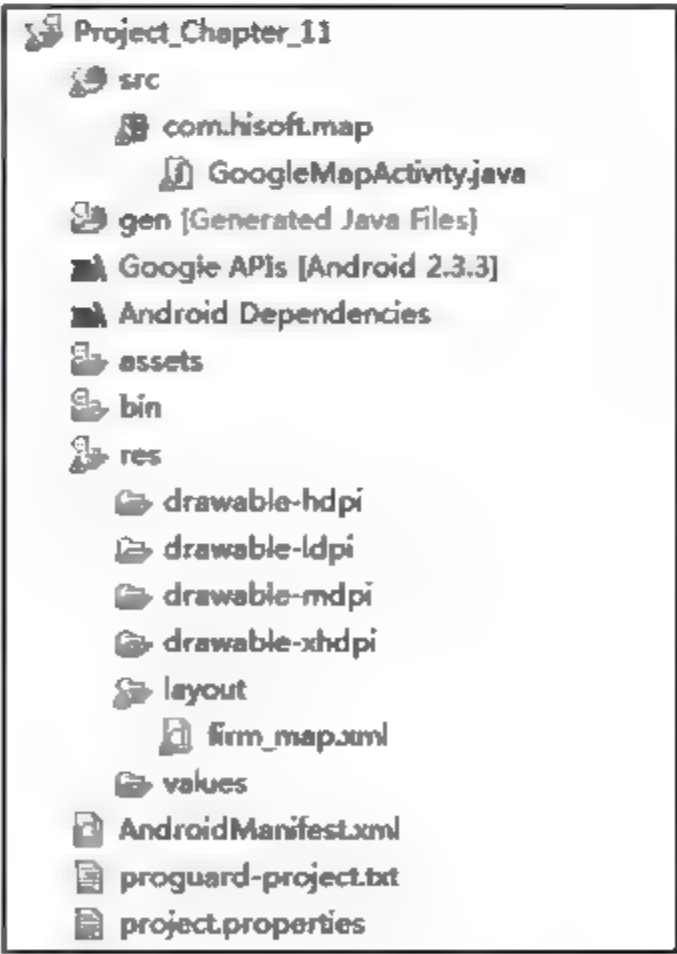 Project_Chapter_11
src
com.hisoft.map
GoogleMapActivity.java
gen [Generated Java Files]
Google APIs [Android 2.3.3]
Android Dependencies
assets
bin
res
drawable-hdpi
drawable-ldpi
drawable-mdpi
drawable-xhdpi
layout
firm_map.xml
values
AndroidManifest.xml
proguard-project.txt
project.properties